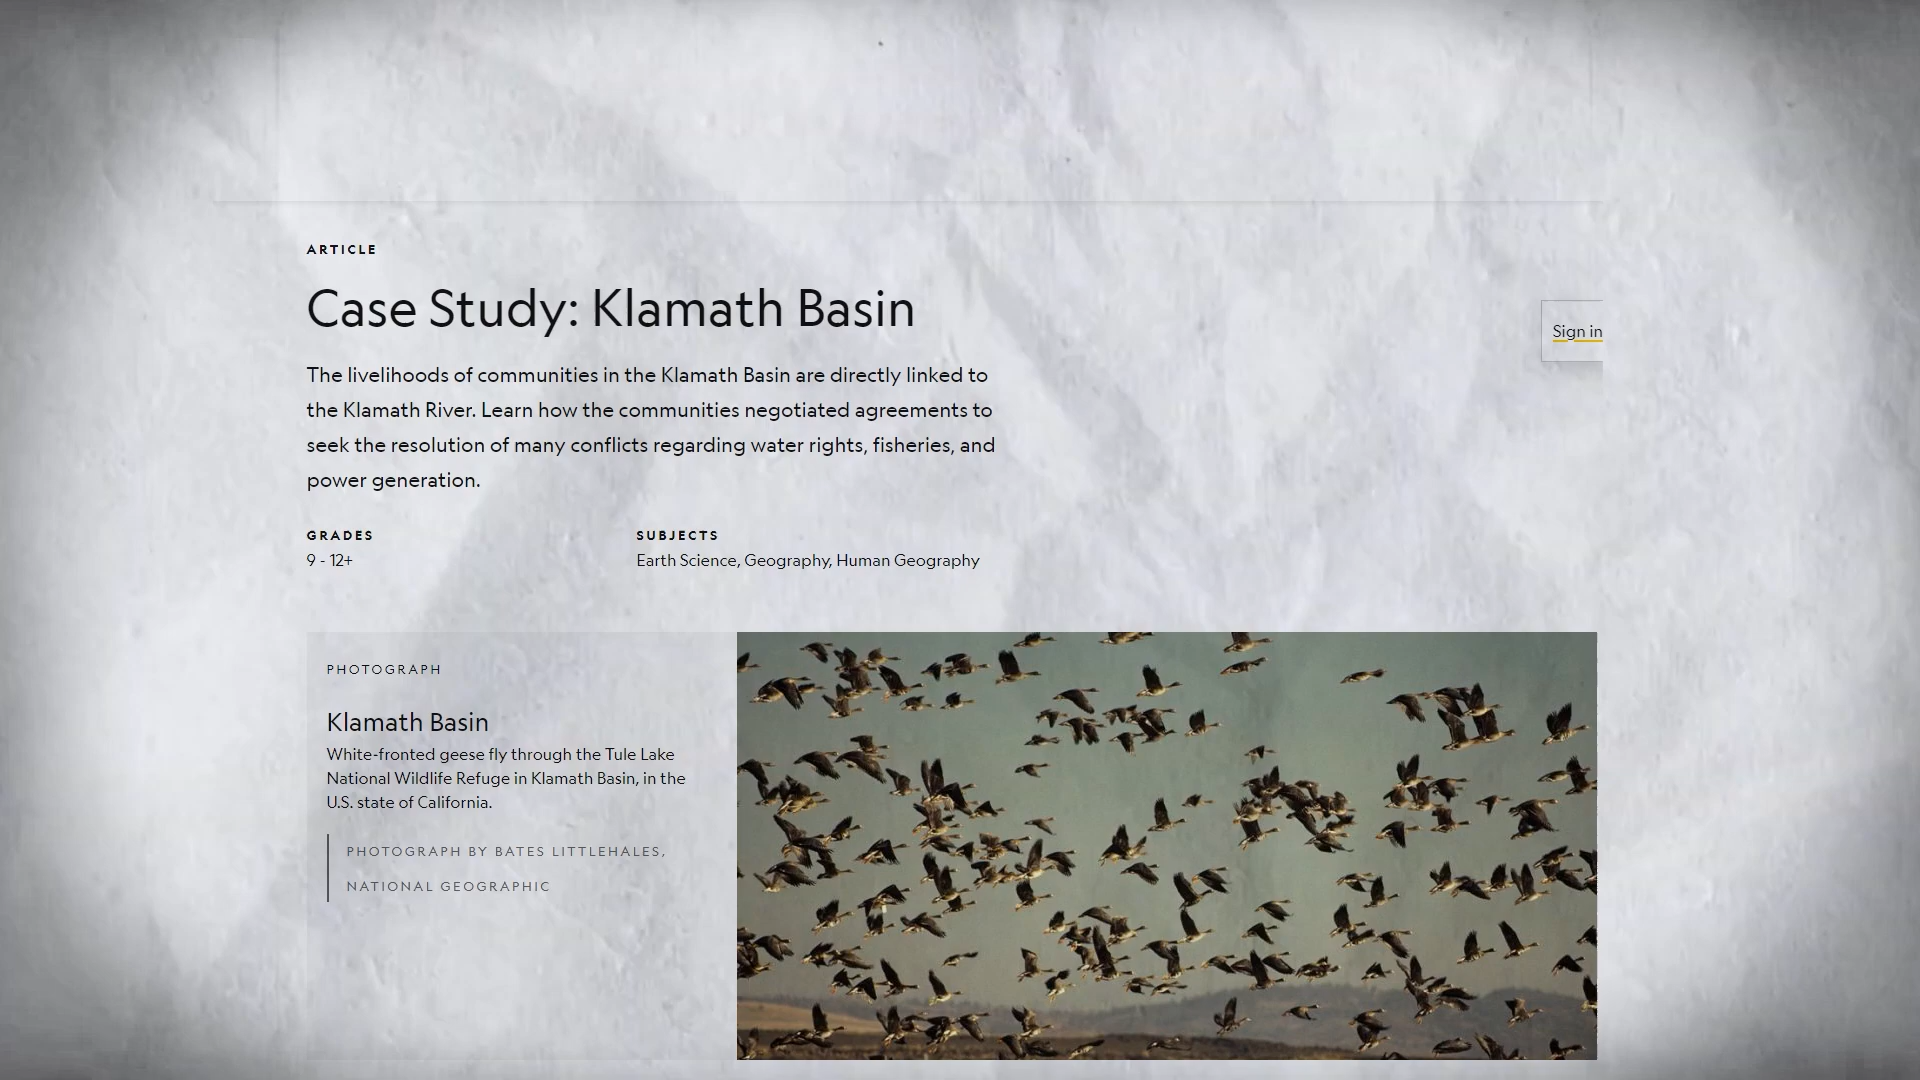 ARTICLE
Case Study: Klamath Basin
Sign in
The livelihoods of communities in the Klamath Basin are directly linked to
the Klamath River. Learn how the communities negotiated agreements to
seek the resolution of many conflicts regarding water rights, fisheries, and
power generation.
GRADES
9 - 12+
SUBJECTS
Earth Science, Geography, Human Geography
PHOTOGRAPH
Klamath Basin
White-fronted geese fly through the Tule Lake
National Wildlife Refuge in Klamath Basin, in the
U.S. state of California.
PHOTOGRAPH BY BATES LITTLEHALES,
NATIONAL GEOGRAPHIC